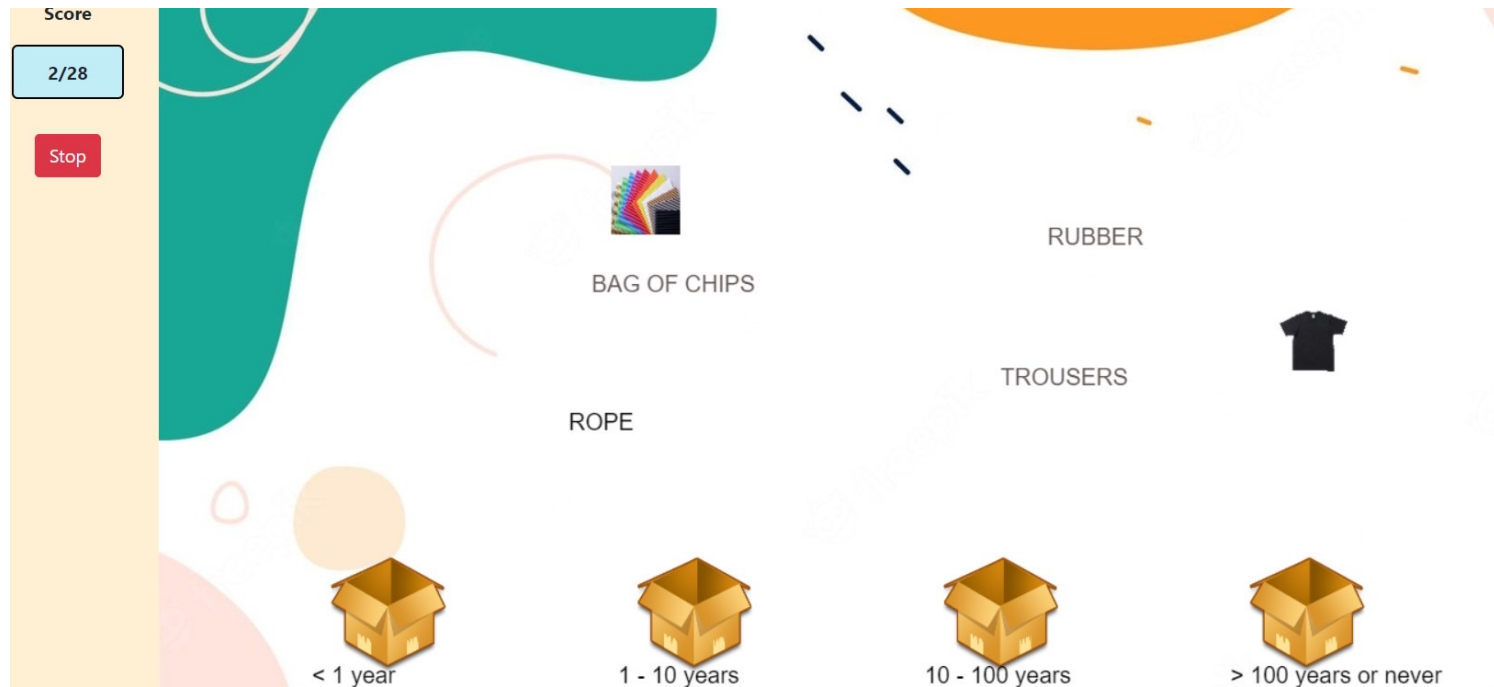 Score
2/28
Stop
RUBBER
BAG OF CHIPS
TROUSERS
ROPE
< 1 year
1 - 10 years
10 - 100 years
> 100 years or never